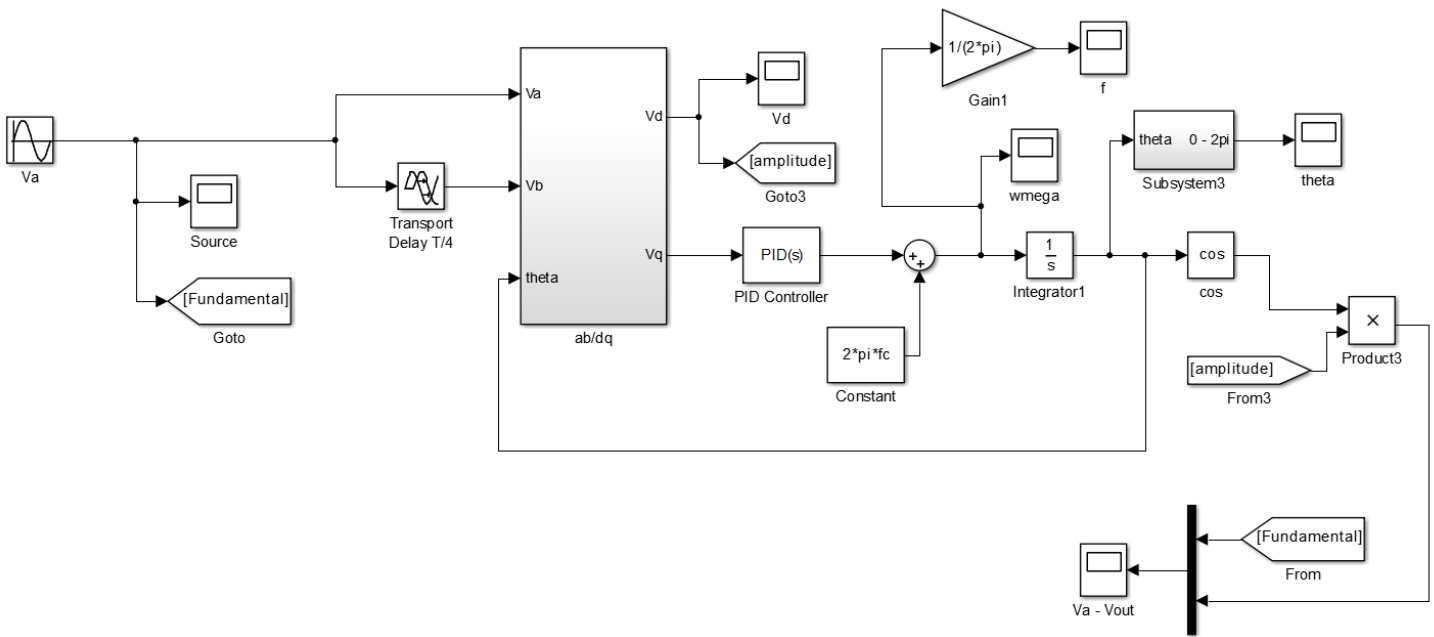 1/(2*pi)
Gain1
f
Va
Vb
theta
Vd
Vq
ab/dq
Vd
[amplitude]
Goto3
wmega
theta 0 - 2pi
Subsystem3
theta
Va
Source
Transport
Delay T/4
[Fundamental]
Goto
PID(s)
PID Controller
++
1
s
Integrator1
cos
cos
2*pi*fc
Constant
×
Product3
[amplitude]
From3
[Fundamental]
From
Va - Vout